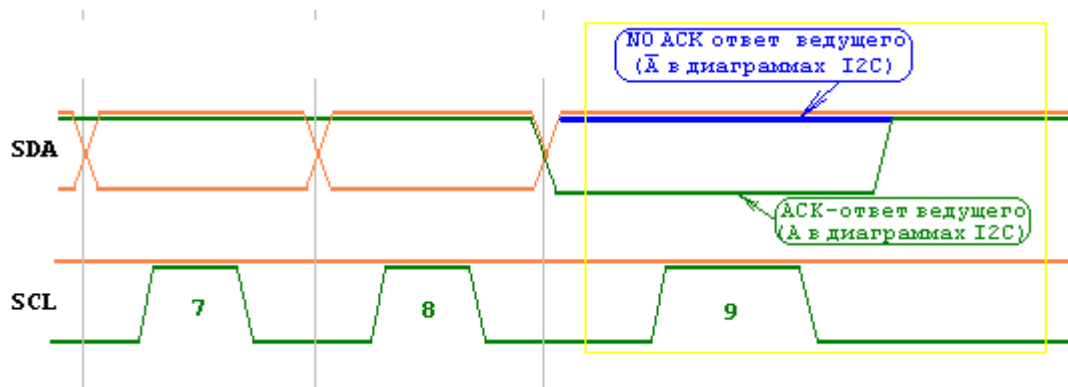 NO ACK ответ ведущего
(A̅ в диаграммах I2C)
SDA
ACK-ответ ведущего
(A в диаграммах I2C)
SCL
7
8
9